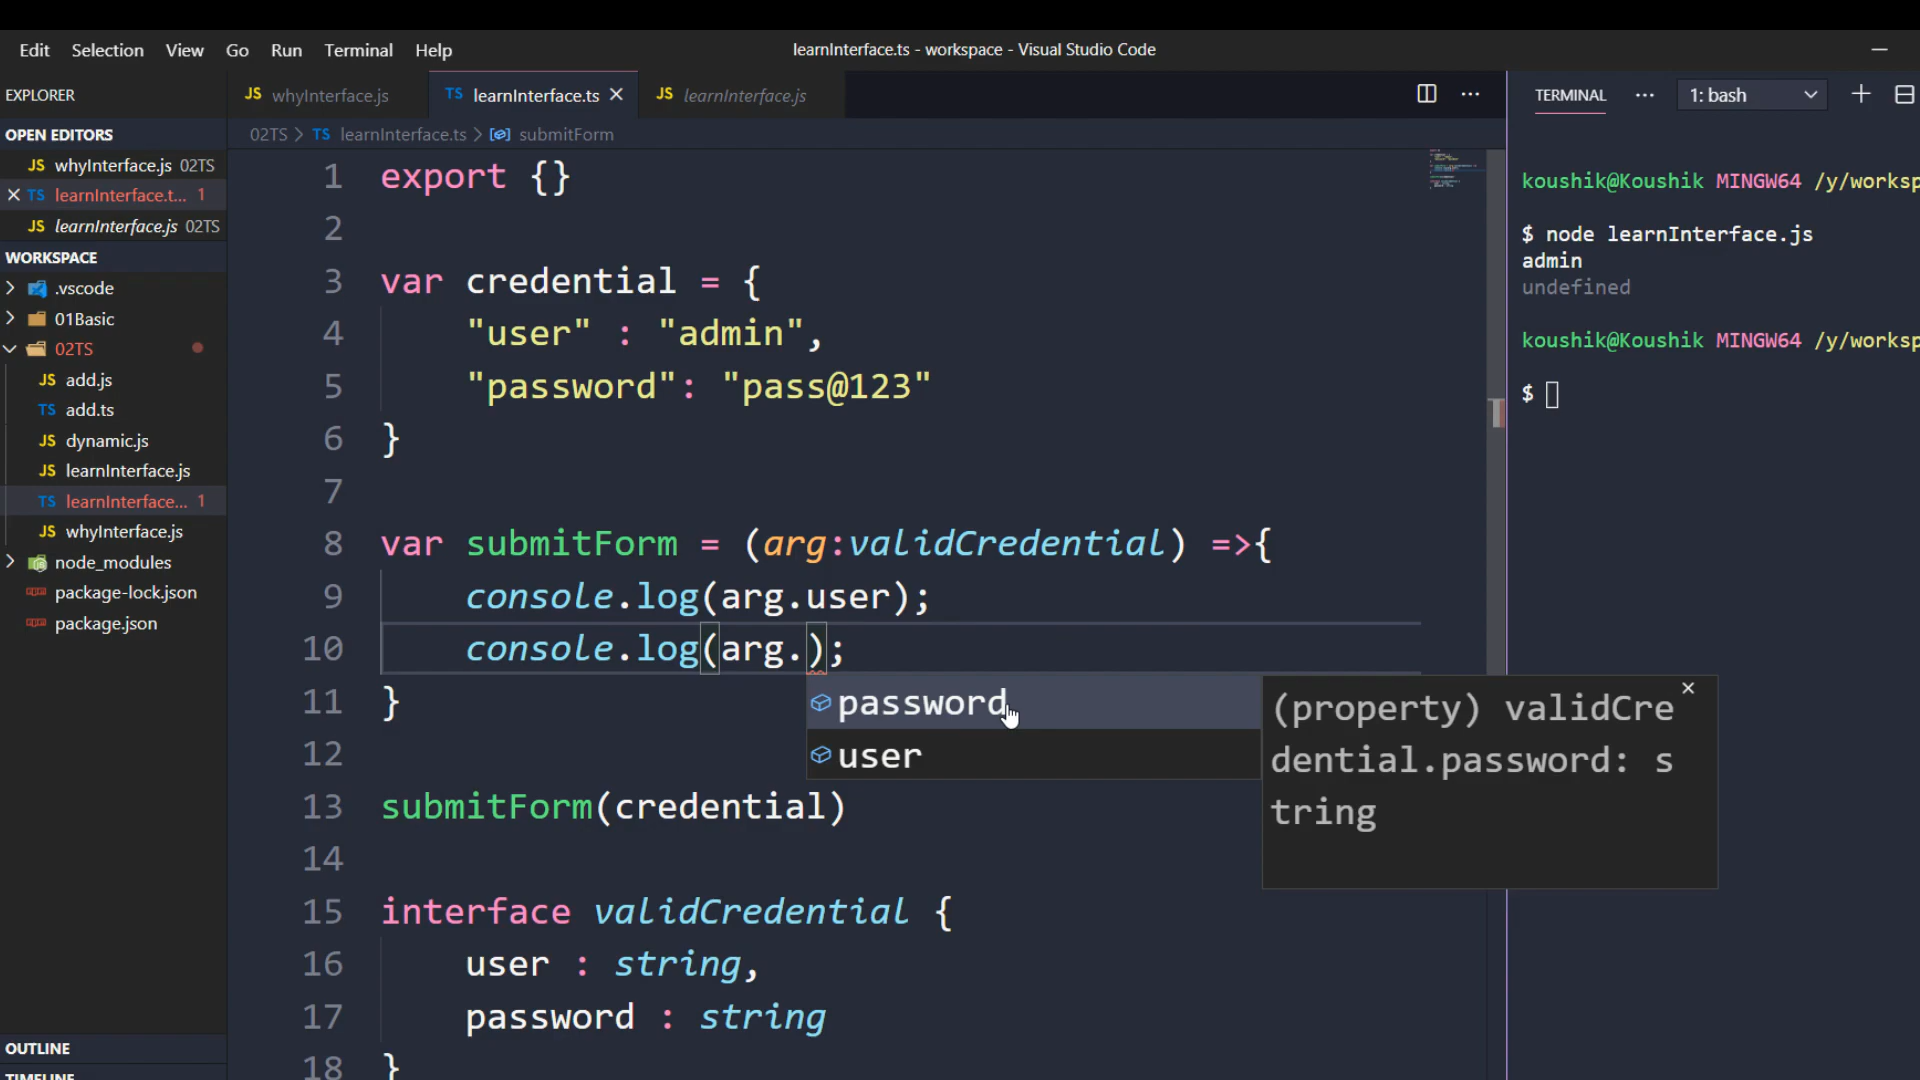 Edit Selection View Go Run Terminal Help
learnInterface.ts - workspace - Visual Studio Code
EXPLORER
OPEN EDITORS
JS whyInterface.js 02TS
TS learnInterface.t... 1
JS learnInterface.js 02TS
WORKSPACE
.vscode
01Basic
02TS
JS add.js
TS add.ts
JS dynamic.js
JS learnInterface.js
TS learnInterface... 1
JS whyInterface.js
node_modules
package-lock.json
package.json
OUTLINE
TIMELINE
JS whyInterface.js
TS learnInterface.ts
JS learnInterface.js
02TS > TS learnInterface.ts > submitForm
1 export {}
2
3 var credential = {
4 "user" : "admin",
5 "password": "pass@123"
6 }
7
8 var submitForm = (arg:validCredential) =>{
9 console.log(arg.user);
10 console.log(arg.);
11 }
12
13 submitForm(credential)
14
15 interface validCredential {
16 user : string,
17 password : string
18 }
password
user
(property) validCre
dential.password: s
tring
TERMINAL
1: bash
koushik@Koushik MINGW64 /y/worksp
$ node learnInterface.js
admin
undefined
koushik@Koushik MINGW64 /y/worksp
$